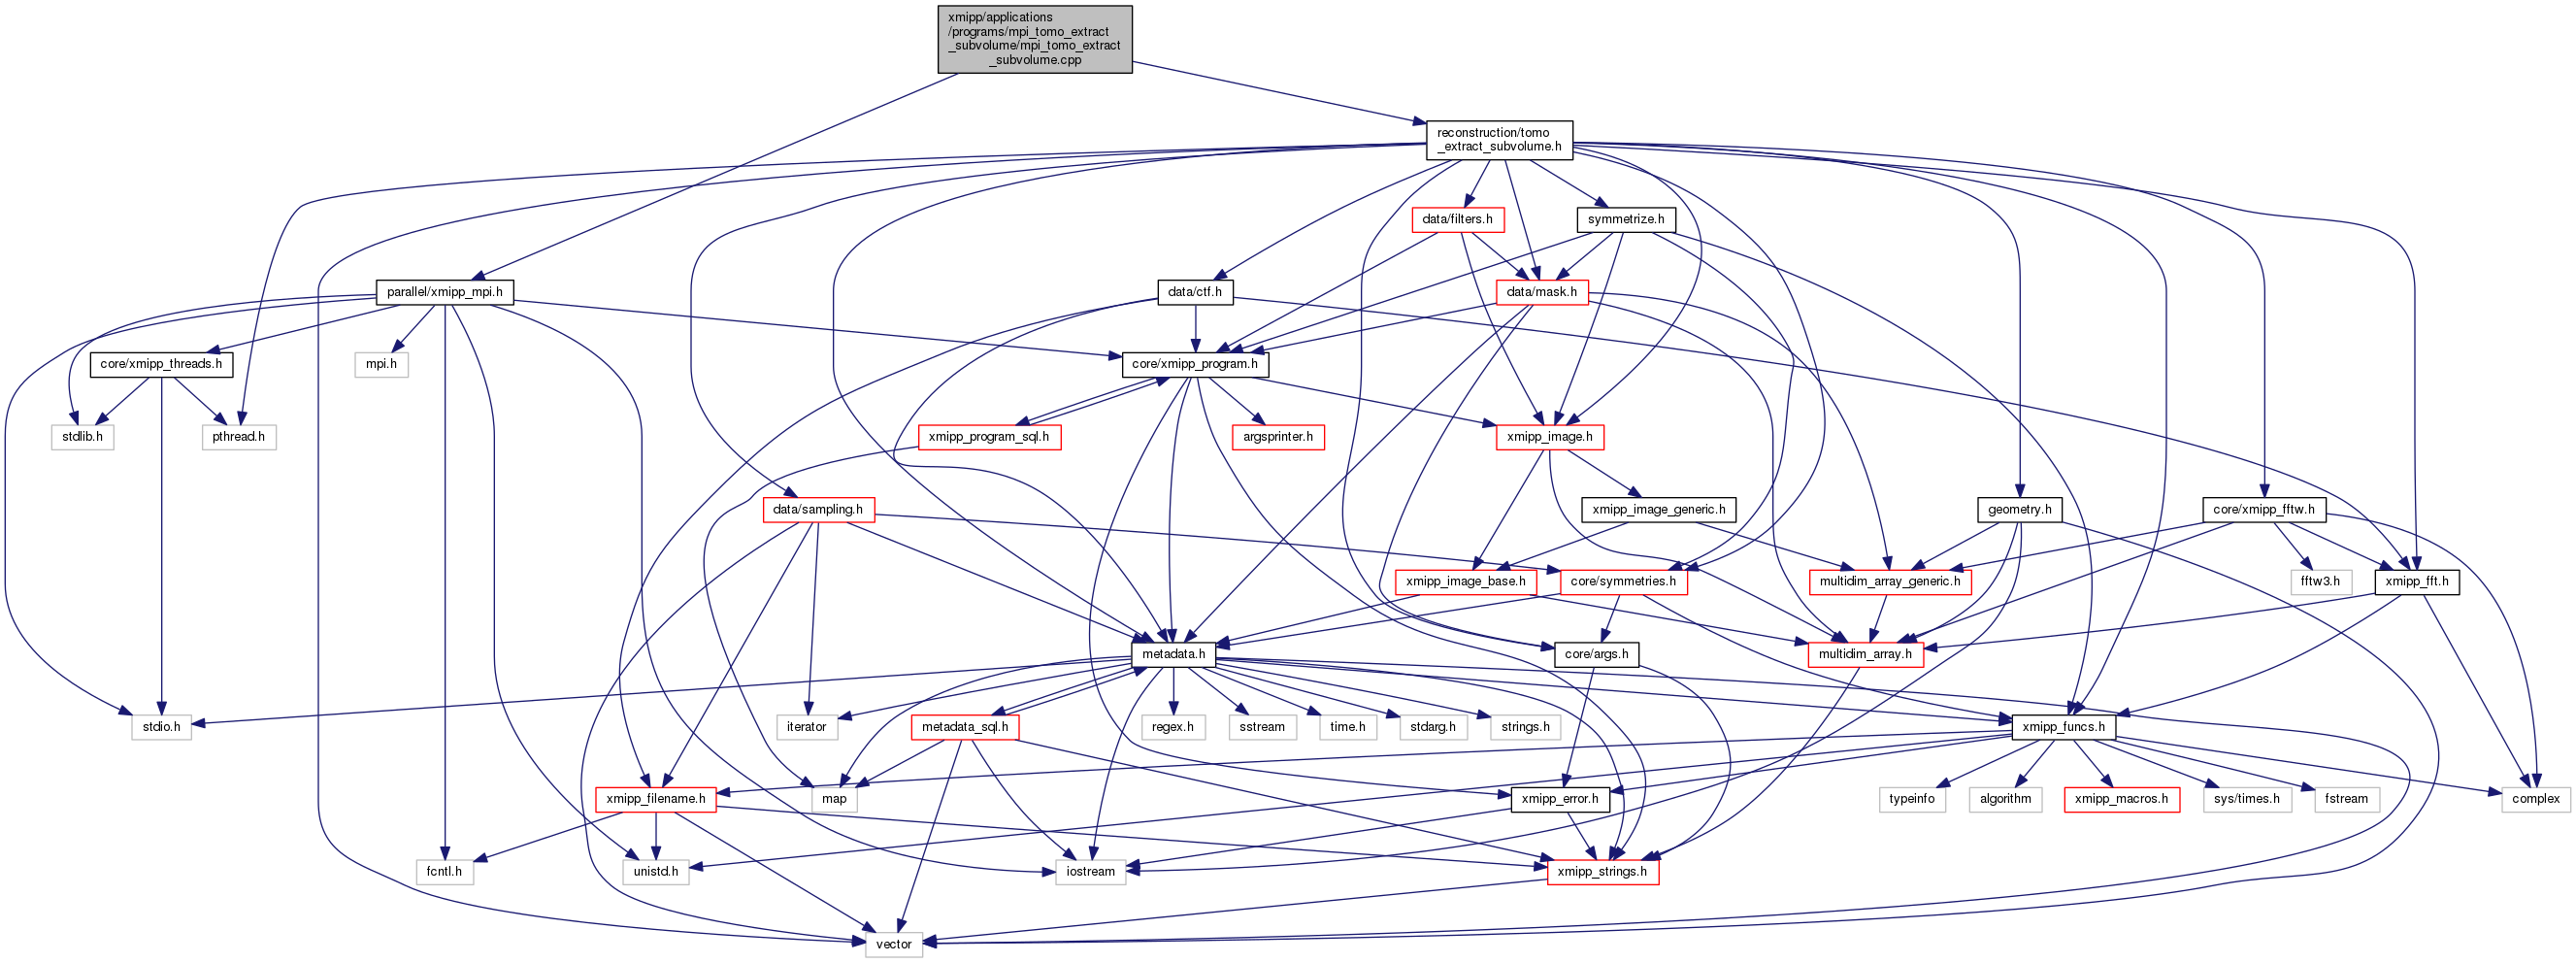 xmipp/applications
/programs/mpi_tomo_extract
_subvolume/mpi_tomo_extract
_subvolume.cpp
reconstruction/tomo
_extract_subvolume.h
data/filters.h
symmetrize.h
parallel/xmipp_mpi.h
data/ctf.h
data/mask.h
core/xmipp_threads.h
mpi.h
core/xmipp_program.h
stdlib.h
pthread.h
xmipp_program_sql.h
argsprinter.h
xmipp_image.h
data/sampling.h
xmipp_image_generic.h
geometry.h
core/xmipp_fftw.h
xmipp_image_base.h
core/symmetries.h
multidim_array_generic.h
fftw3.h
xmipp_fft.h
metadata.h
core/args.h
multidim_array.h
stdio.h
iterator
metadata_sql.h
regex.h
sstream
time.h
stdarg.h
strings.h
xmipp_funcs.h
xmipp_filename.h
map
xmipp_error.h
typeinfo
algorithm
xmipp_macros.h
sys/times.h
fstream
complex
fcntl.h
unistd.h
iostream
xmipp_strings.h
vector